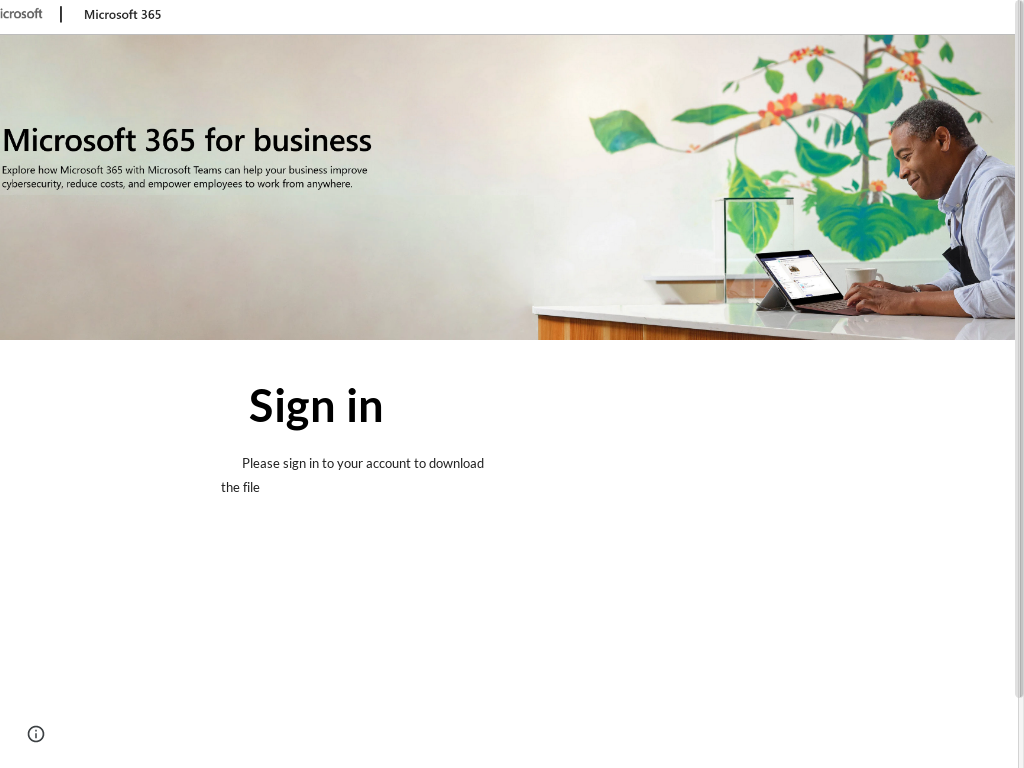 icrosoft | Microsoft 365
Microsoft 365 for business
Explore how Microsoft 365 with Microsoft Teams can help your business improve
cybersecurity, reduce costs, and empower employees to work from anywhere.
Sign in
Please sign in to your account to download
the file